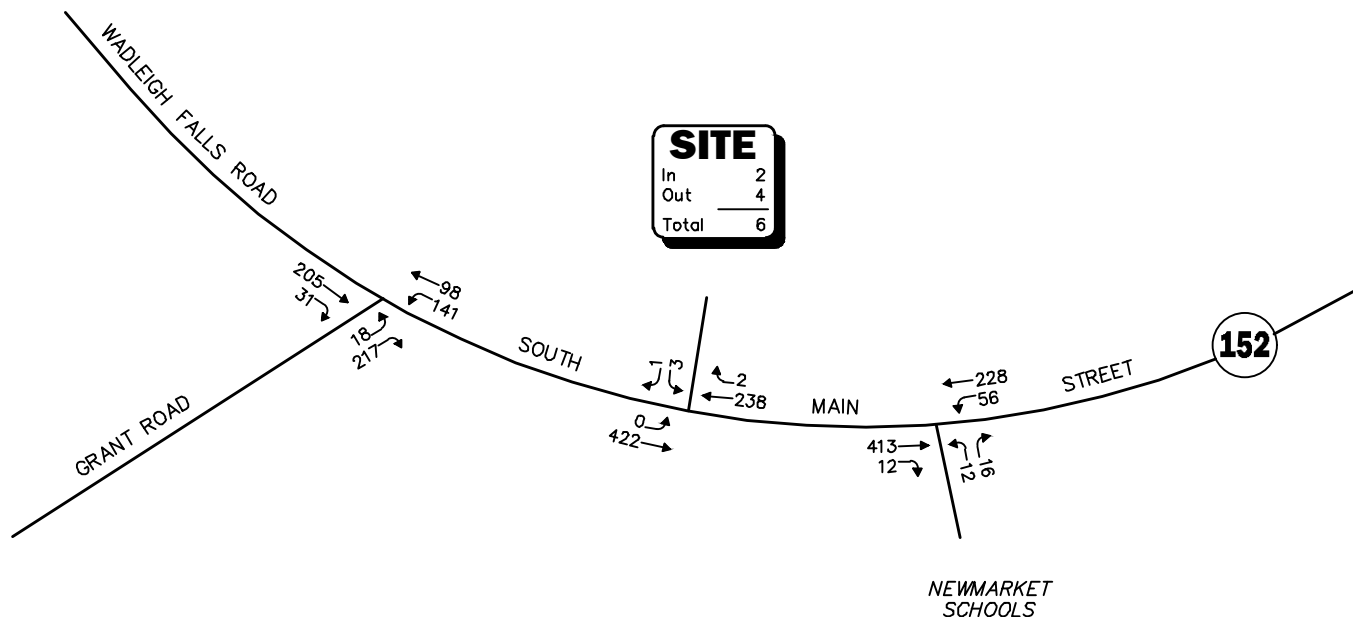 WADLEIGH FALLS ROAD
SITE
In 2
Out 4
Total 6
205
31
98
141
18
217
GRANT ROAD
SOUTH
1
3
2
238
0
422
MAIN
228
56
413
12
12
16
STREET
152
NEWMARKET
SCHOOLS